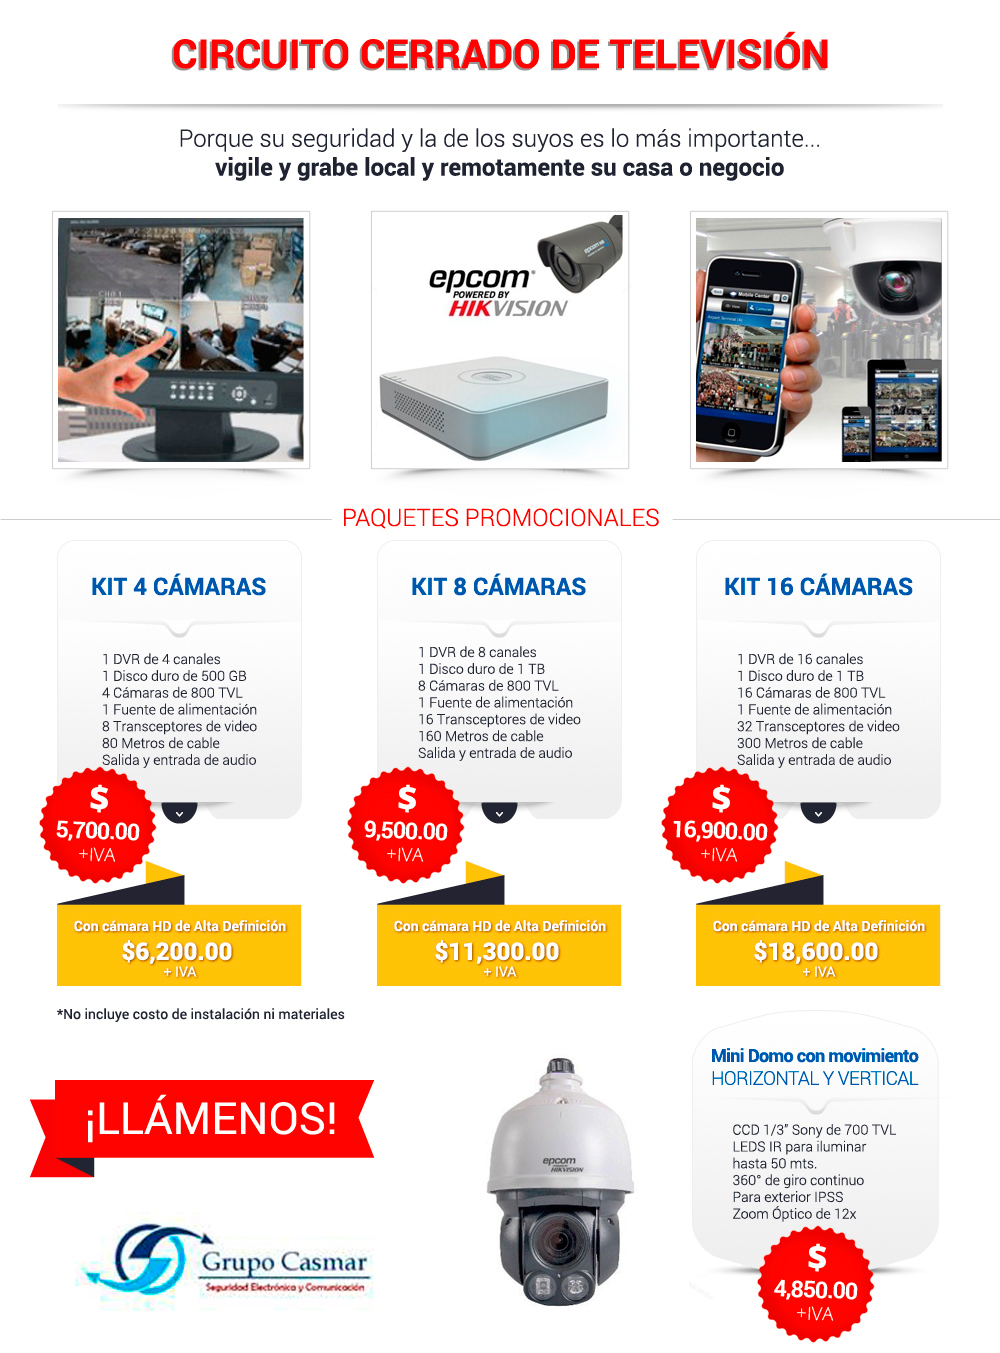 CIRCUITO CERRADO DE TELEVISIÓN
Porque su seguridad y la de los suyos es lo más importante...
vigile y grabe local y remotamente su casa o negocio
epcom
POWERED BY
HIKVISION
epcom
Mobile Center
PAQUETES PROMOCIONALES
KIT 4 CÁMARAS
1 DVR de 4 canales
1 Disco duro de 500 GB
4 Cámaras de 800 TVL
1 Fuente de alimentación
8 Transceptores de video
80 Metros de cable
Salida y entrada de audio
$
5,700.00
+IVA
Con cámara HD de Alta Definición
$6,200.00
+ IVA
KIT 8 CÁMARAS
1 DVR de 8 canales
1 Disco duro de 1 TB
8 Cámaras de 800 TVL
1 Fuente de alimentación
16 Transceptores de video
160 Metros de cable
Salida y entrada de audio
$
9,500.00
+IVA
Con cámara HD de Alta Definición
$11,300.00
+ IVA
KIT 16 CÁMARAS
1 DVR de 16 canales
1 Disco duro de 1 TB
16 Cámaras de 800 TVL
1 Fuente de alimentación
32 Transceptores de video
300 Metros de cable
Salida y entrada de audio
$
16,900.00
+IVA
Con cámara HD de Alta Definición
$18,600.00
+ IVA
*No incluye costo de instalación ni materiales
¡LLÁMENOS!
Grupo Casmar
Seguridad Electrónica y Comunicación
epcom
HIKVISION
Mini Domo con movimiento
HORIZONTAL Y VERTICAL
CCD 1/3” Sony de 700 TVL
LEDS IR para iluminar
hasta 50 mts.
360° de giro continuo
Para exterior IPSS
Zoom Óptico de 12x
$
4,850.00
+IVA